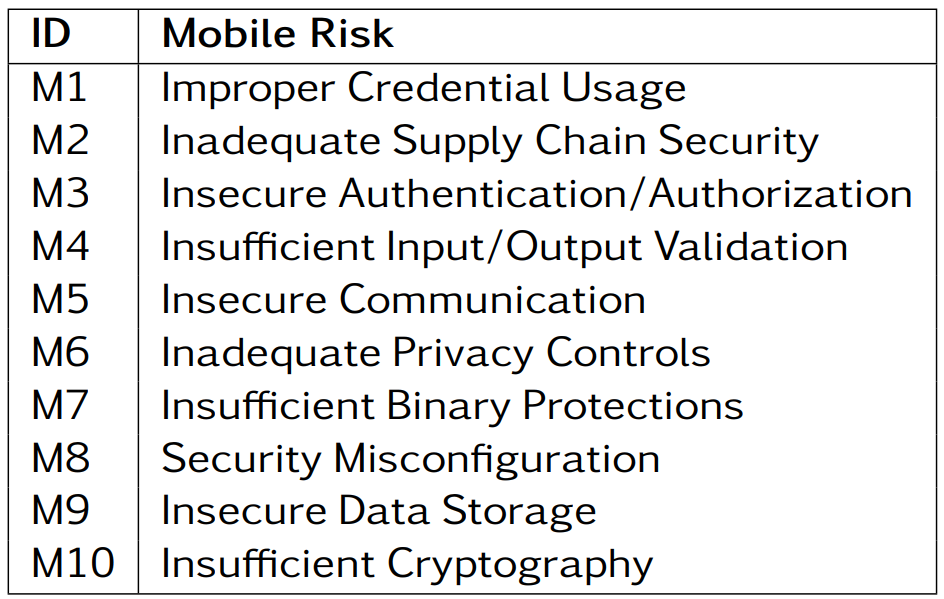 ID Mobile Risk
M1 Improper Credential Usage
M2 Inadequate Supply Chain Security
M3 Insecure Authentication/Authorization
M4 Insufficient Input/Output Validation
M5 Insecure Communication
M6 Inadequate Privacy Controls
M7 Insufficient Binary Protections
M8 Security Misconfiguration
M9 Insecure Data Storage
M10 Insufficient Cryptography